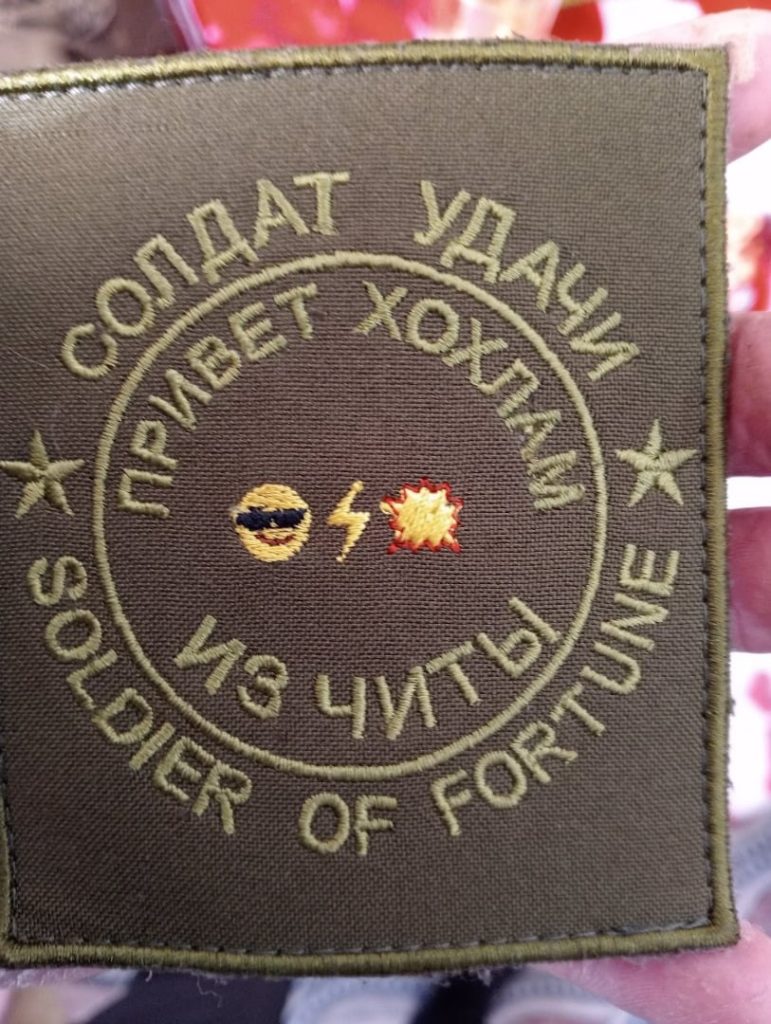 СОЛДАТ УДАЧИ
ПРИВЕТ ХОХЛАМ
ИЗ ЧИТЫ
SOLDIER OF FORTUNE